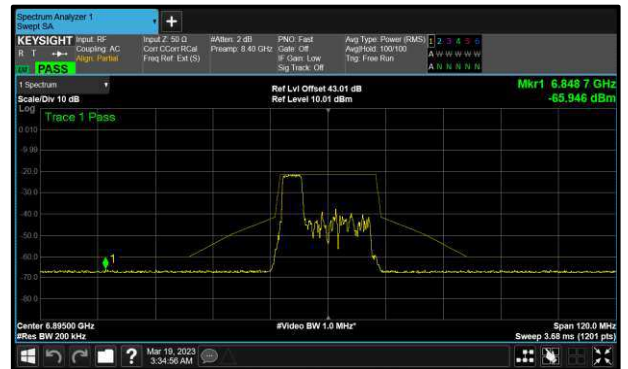 Spectrum Analyzer 1
Swept SA
+
KEYSIGHT Input: RF
R T
Coupling: AC
Align: Partial
PASS
Input Z: 50 Ω
Corr CCorr RCal
Freq Ref: Ext (S)
#Atten: 2 dB
Preamp: 8.40 GHz
PNO: Fast
Gate: Off
IF Gain: Low
Sig Track: Off
Avg Type: Power (RMS)
Avg|Hold: 100/100
Trig: Free Run
1 2 3 4 5 6
A W W W W W
A N N N N N
1 Spectrum
Scale/Div 10 dB
Ref Lvl Offset 43.01 dB
Ref Level 10.01 dBm
Mkr1 6.848 7 GHz
-65.946 dBm
Log
Trace 1 Pass
0.010
-9.99
-20.0
-30.0
-40.0
-50.0
-60.0
-70.0
-80.0
1
Center 6.89500 GHz
#Res BW 200 kHz
#Video BW 1.0 MHz*
Span 120.0 MHz
Sweep 3.68 ms (1201 pts)
?
Mar 19, 2023
3:34:56 AM